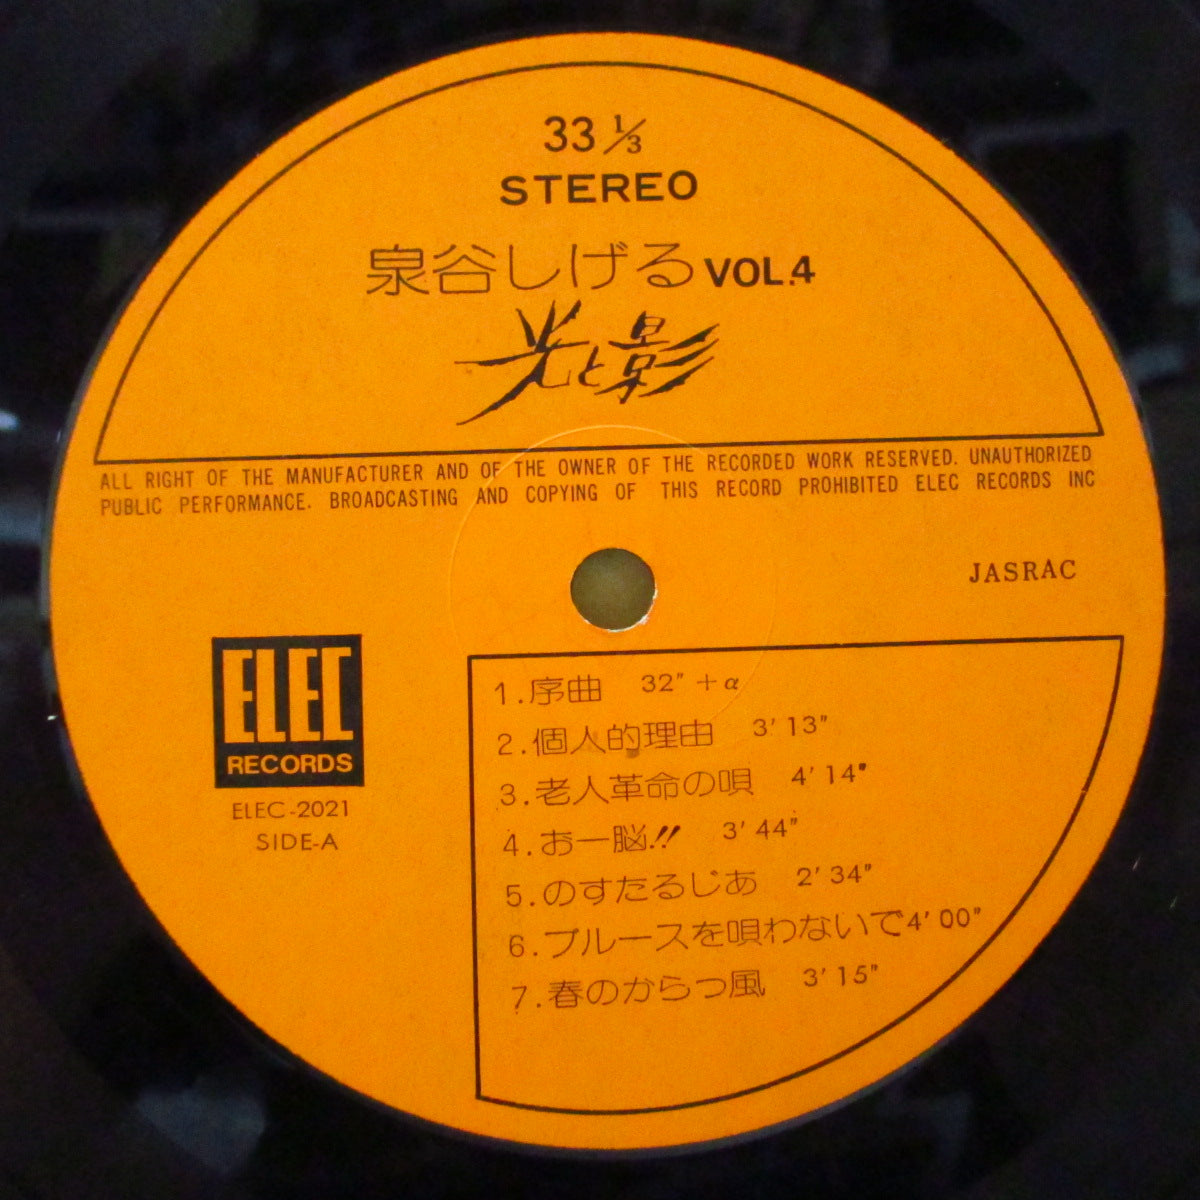 33 1/3
STEREO
泉谷しげる VOL.4
光と影
ALL RIGHT OF THE MANUFACTURER AND OF THE OWNER OF THE RECORDED WORK RESERVED. UNAUTHORIZED
PUBLIC PERFORMANCE. BROADCASTING AND COPYING OF THIS RECORD PROHIBITED ELEC RECORDS INC
JASRAC
ELEC
RECORDS
ELEC-2021
SIDE-A
1.序曲 32” +α
2.個人的理由 3’ 13”
3.老人革命の唄 4’ 14”
4.お一脳!! 3’ 44”
5.のすたるじあ 2’ 34”
6.ブルースを唄わないで 4’ 00”
7.春のからっ風 3’ 15”